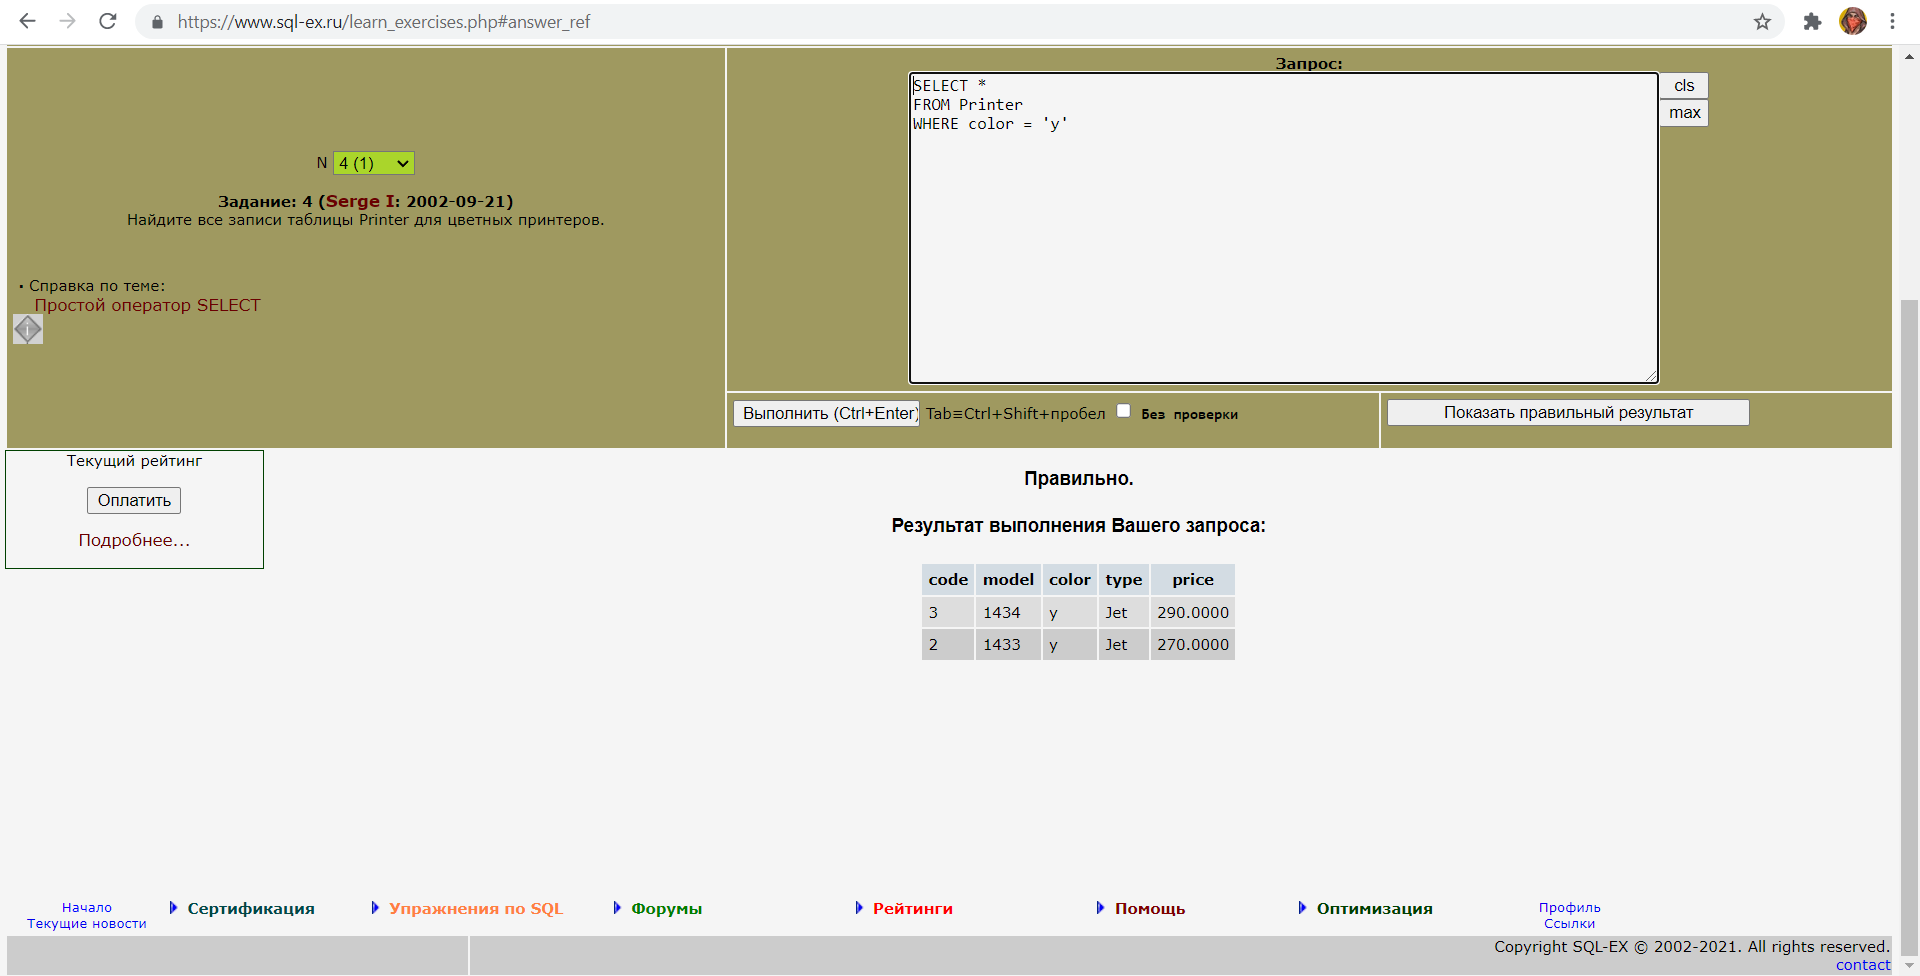 https://www.sql-ex.ru/learn_exercises.php#answer_ref
N 4 (1)
Задание: 4 (Serge I: 2002-09-21)
Найдите все записи таблицы Printer для цветных принтеров.
• Справка по теме:
Простой оператор SELECT
Запрос:
SELECT *
FROM Printer
WHERE color = 'y'
cls
max
Выполнить (Ctrl+Enter) Tab≡Ctrl+Shift+пробел Без проверки
Показать правильный результат
Текущий рейтинг
Оплатить
Подробнее...
Правильно.
Результат выполнения Вашего запроса:
code model color type price
3 1434 y Jet 290.0000
2 1433 y Jet 270.0000
Начало
Текущие новости
Сертификация
Упражнения по SQL
Форумы
Рейтинги
Помощь
Оптимизация
Профиль
Ссылки
Copyright SQL-EX © 2002-2021. All rights reserved.
contact